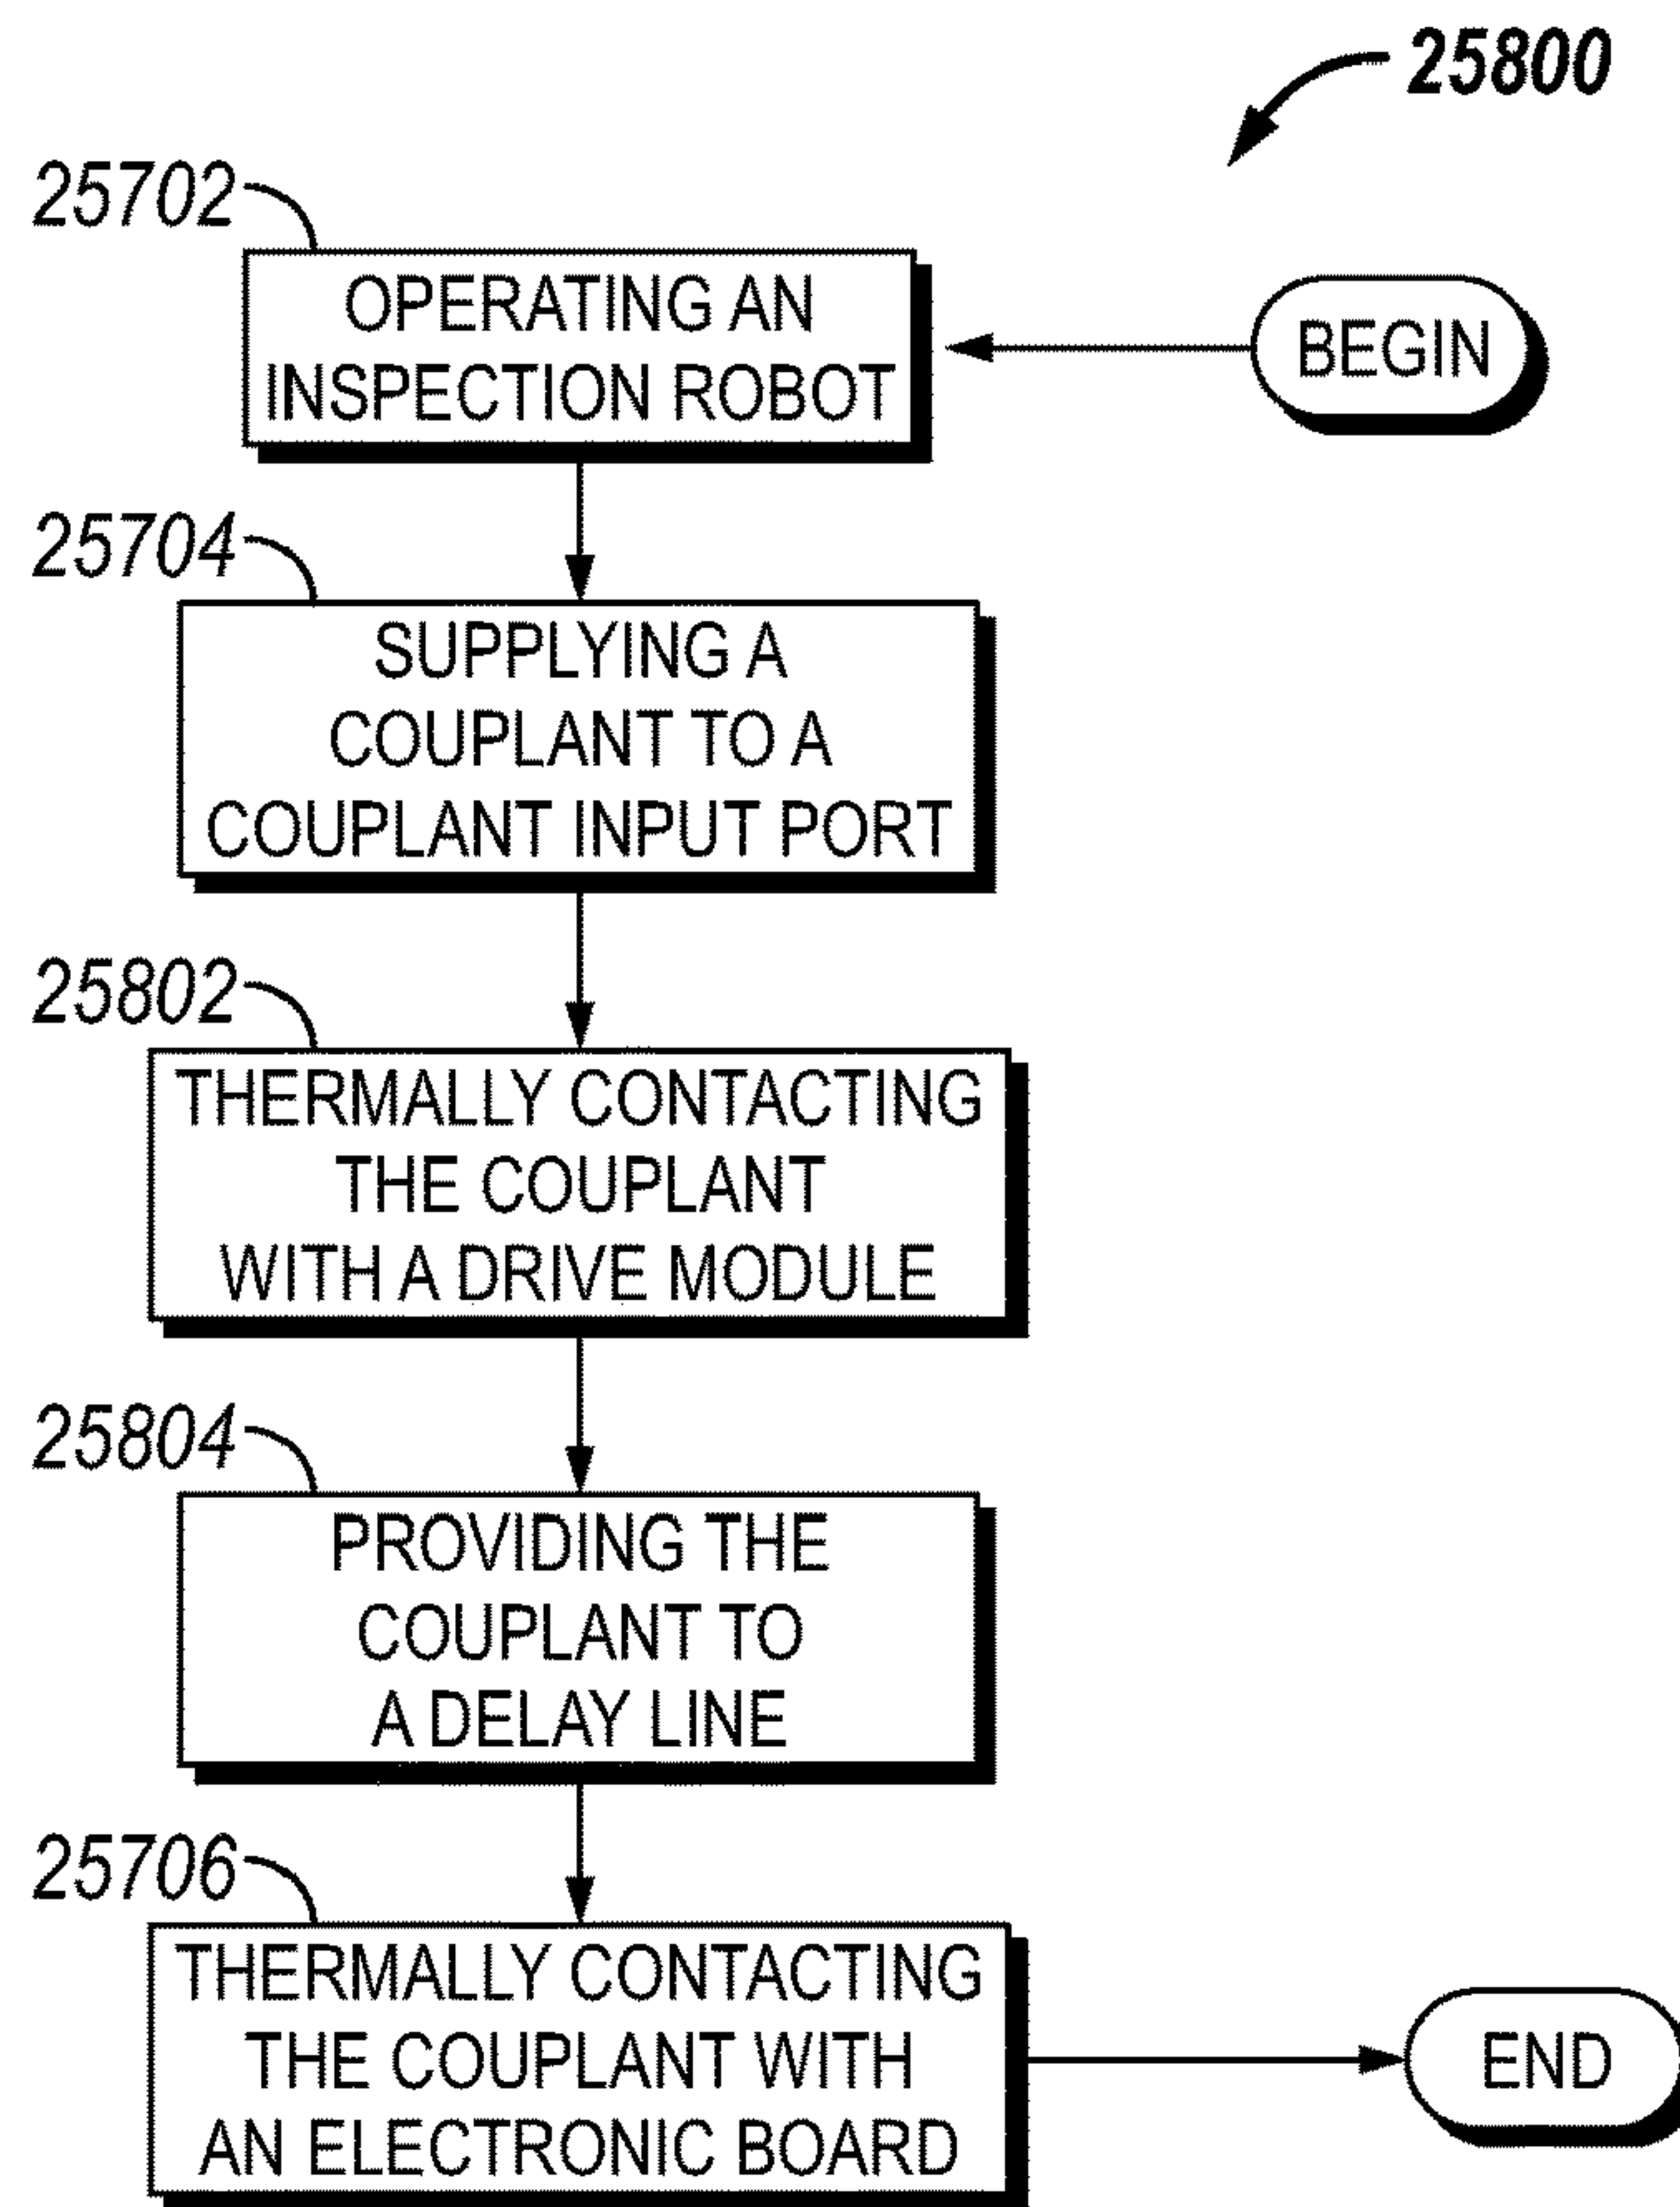 25800
25702
OPERATING AN
INSPECTION ROBOT
BEGIN
25704
SUPPLYING A
COUPLANT TO A
COUPLANT INPUT PORT
25802
THERMALLY CONTACTING
THE COUPLANT
WITH A DRIVE MODULE
25804
PROVIDING THE
COUPLANT TO
A DELAY LINE
25706
THERMALLY CONTACTING
THE COUPLANT WITH
AN ELECTRONIC BOARD
END